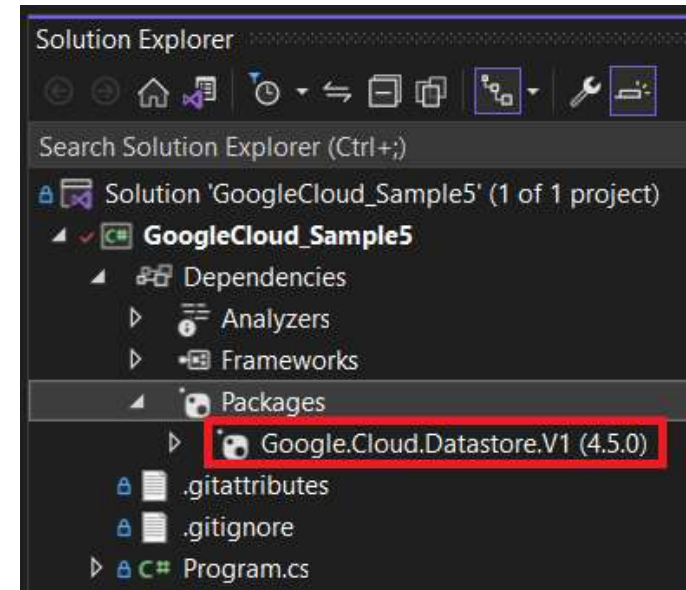 Solution Explorer
Search Solution Explorer (Ctrl+;)
Solution 'GoogleCloud_Sample5' (1 of 1 project)
C# GoogleCloud_Sample5
Dependencies
Analyzers
Frameworks
Packages
Google.Cloud.Datastore.V1 (4.5.0)
.gitattributes
.gitignore
C# Program.cs